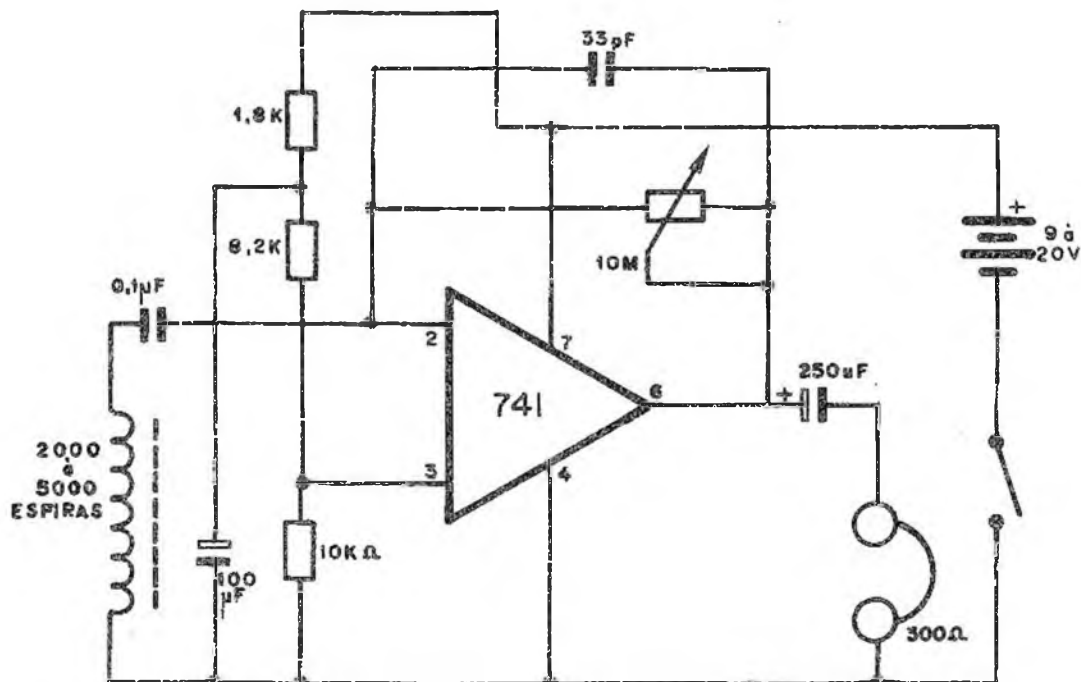 33pF
1,8K
8,2K
10M
+
9 à
20V
0,1µF
2
7
741
6
3
4
+
250uF
2000
à
5000
ESPIRAS
100
µF
10KΩ
300Ω